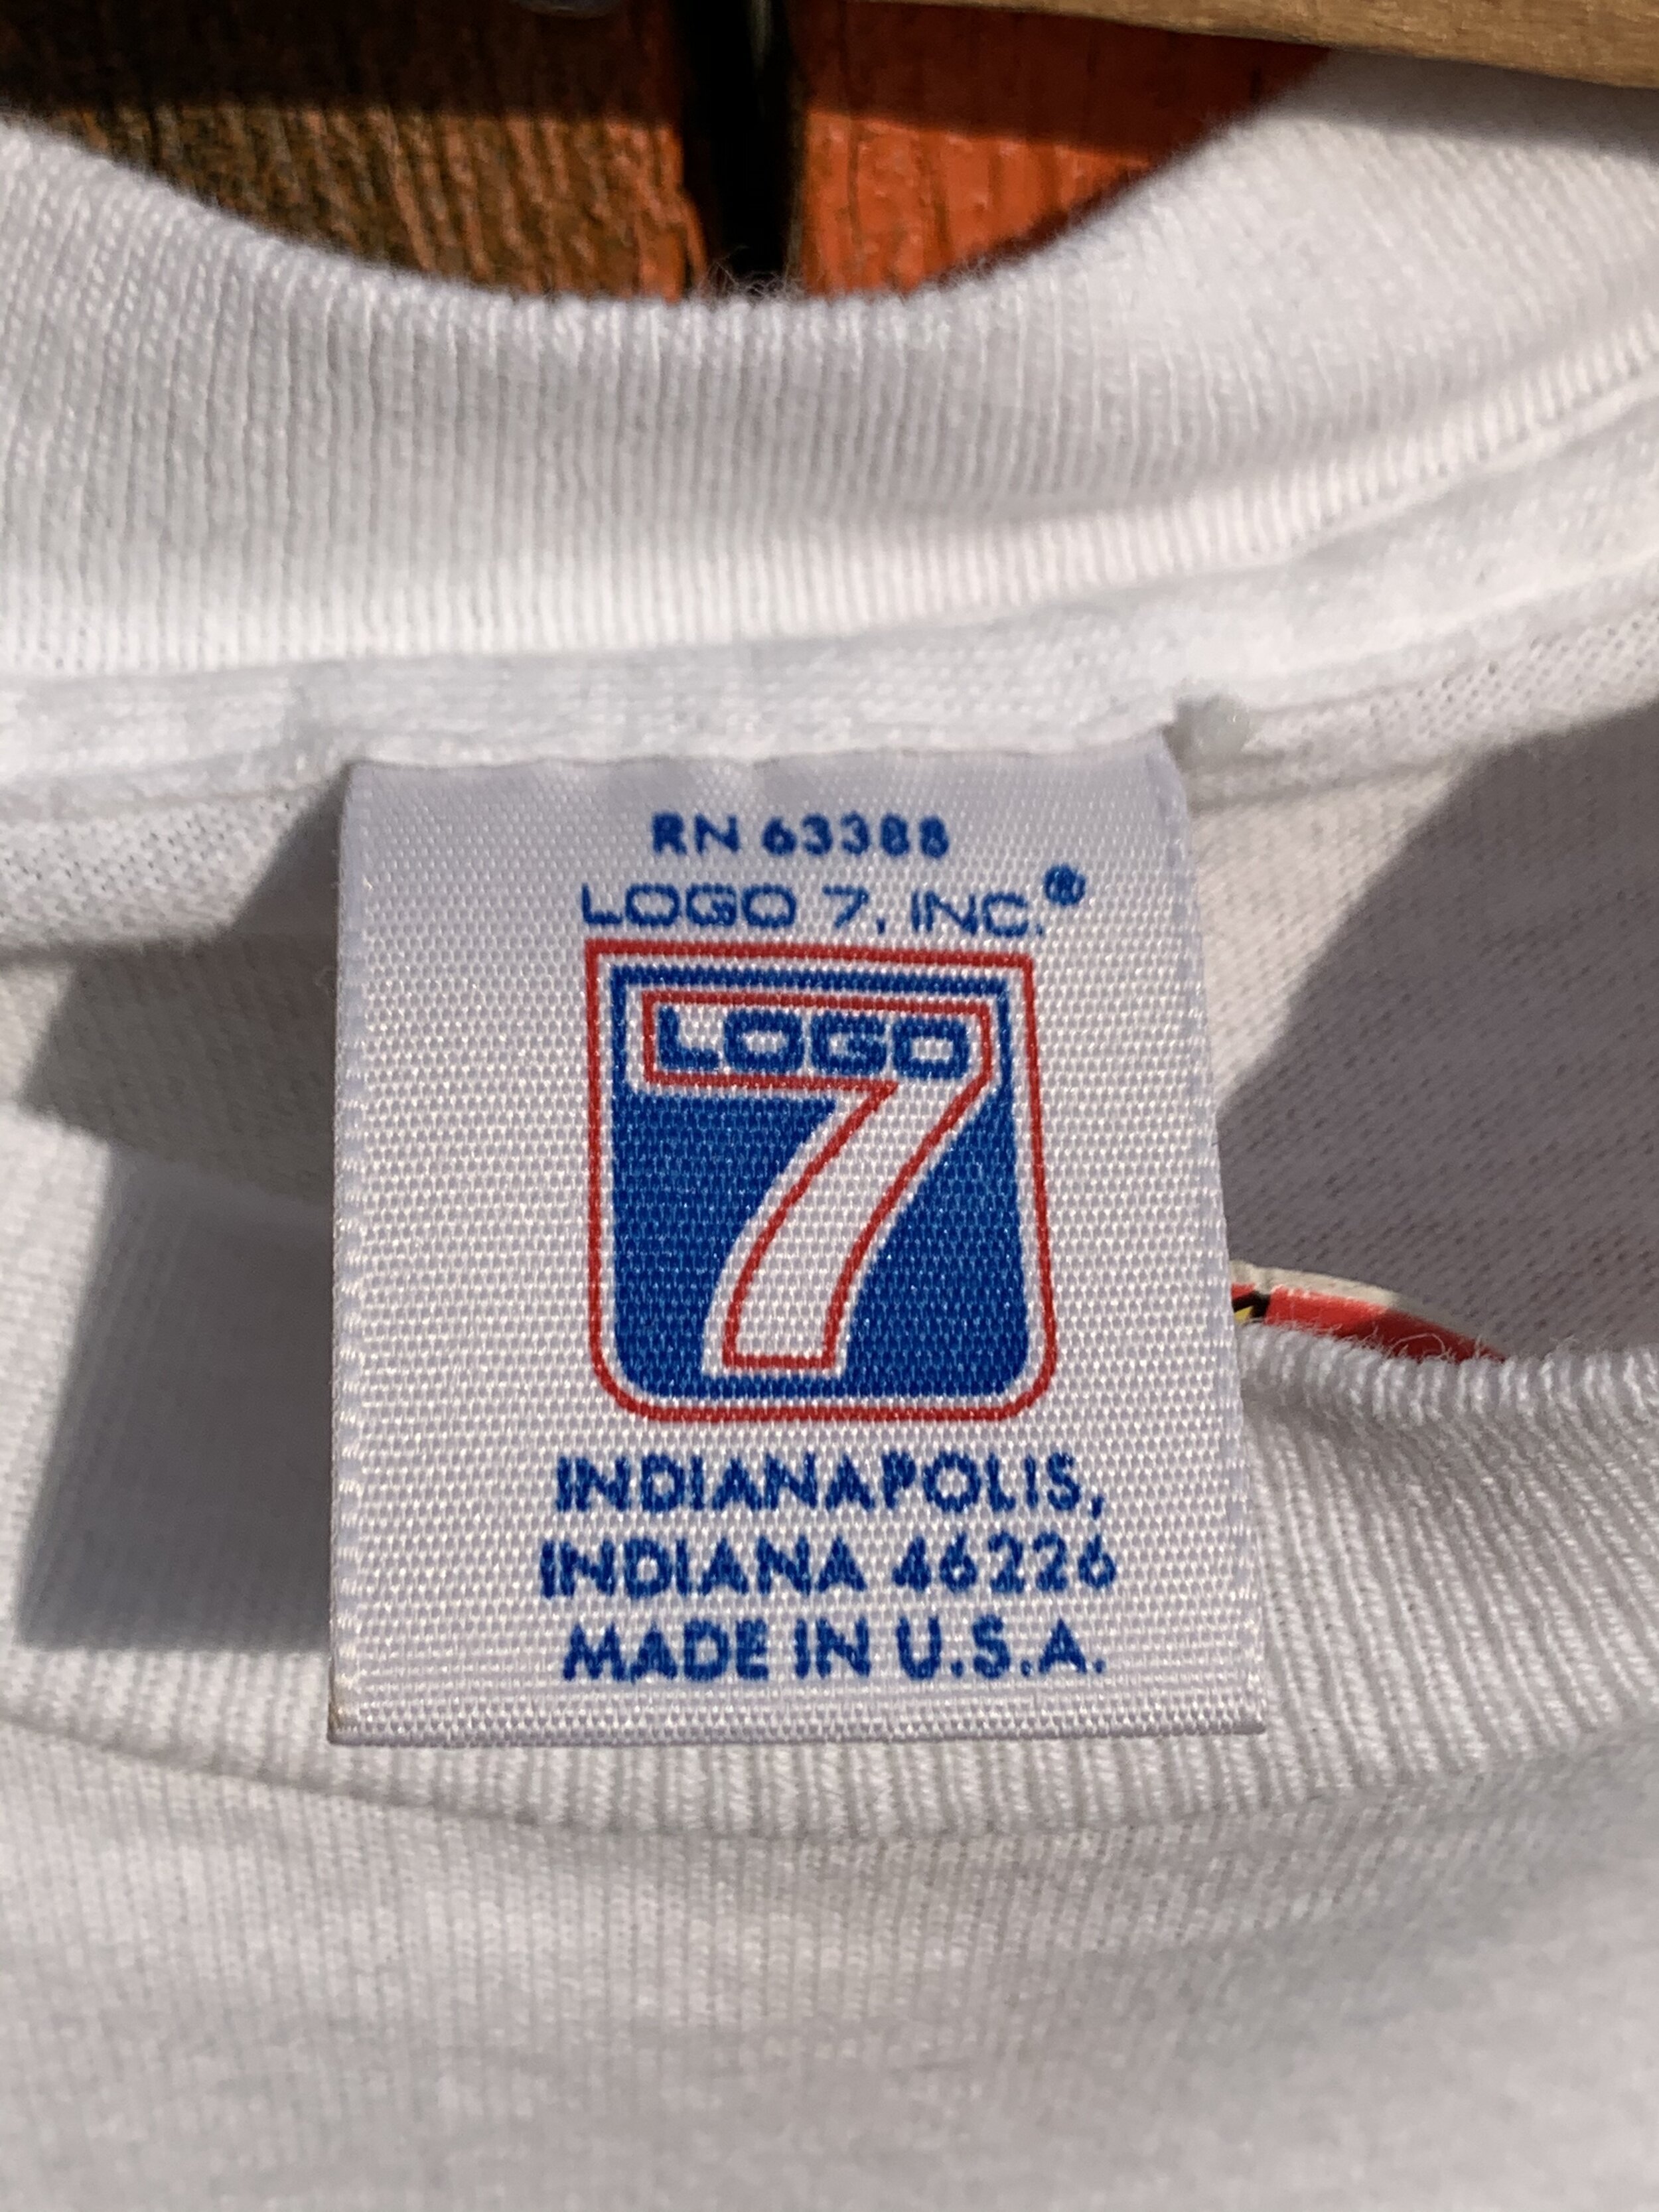 RN 63388
LOGO 7, INC.®
LOGO
7
INDIANAPOLIS,
INDIANA 46226
MADE IN U.S.A.